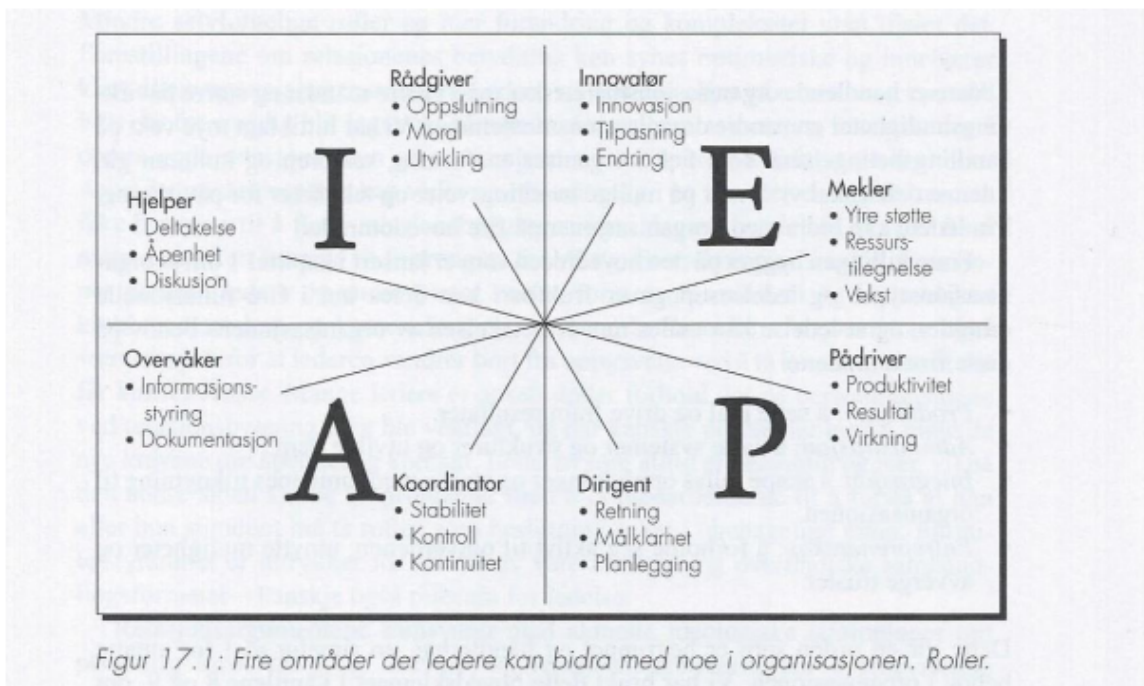 Rådgiver
• Oppslutning
• Moral
• Utvikling
Innovatør
• Innovasjon
• Tilpasning
• Endring
I
E
Hjelper
• Deltakelse
• Åpenhet
• Diskusjon
Mekler
• Ytre støtte
• Ressurs-
tilegnelse
• Vekst
Overvåker
• Informasjons-
styring
• Dokumentasjon
Pådriver
• Produktivitet
• Resultat
• Virkning
A
P
Koordinator
• Stabilitet
• Kontroll
• Kontinuitet
Dirigent
• Retning
• Målklarhet
• Planlegging
Figur 17.1: Fire områder der ledere kan bidra med noe i organisasjonen. Roller.